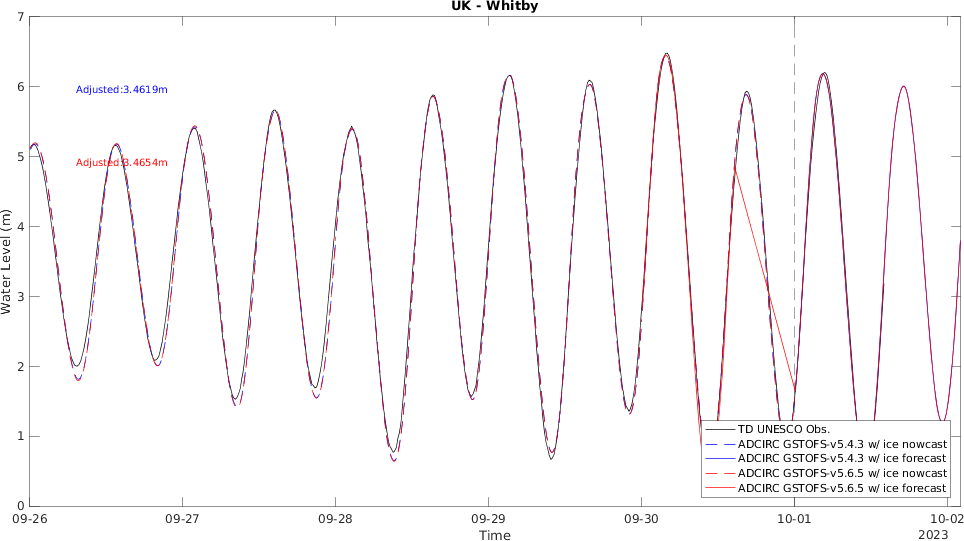 UK - Whitby
7
6
5
4
3
2
1
0
Water Level (m)
Adjusted:3.4619m
Adjusted:3.4654m
TD UNESCO Obs.
ADCIRC GSTOFS-v5.4.3 w/ ice nowcast
ADCIRC GSTOFS-v5.4.3 w/ ice forecast
ADCIRC GSTOFS-v5.6.5 w/ ice nowcast
ADCIRC GSTOFS-v5.6.5 w/ ice forecast
09-26 09-27 09-28 09-29 09-30 10-01 10-02
Time
2023